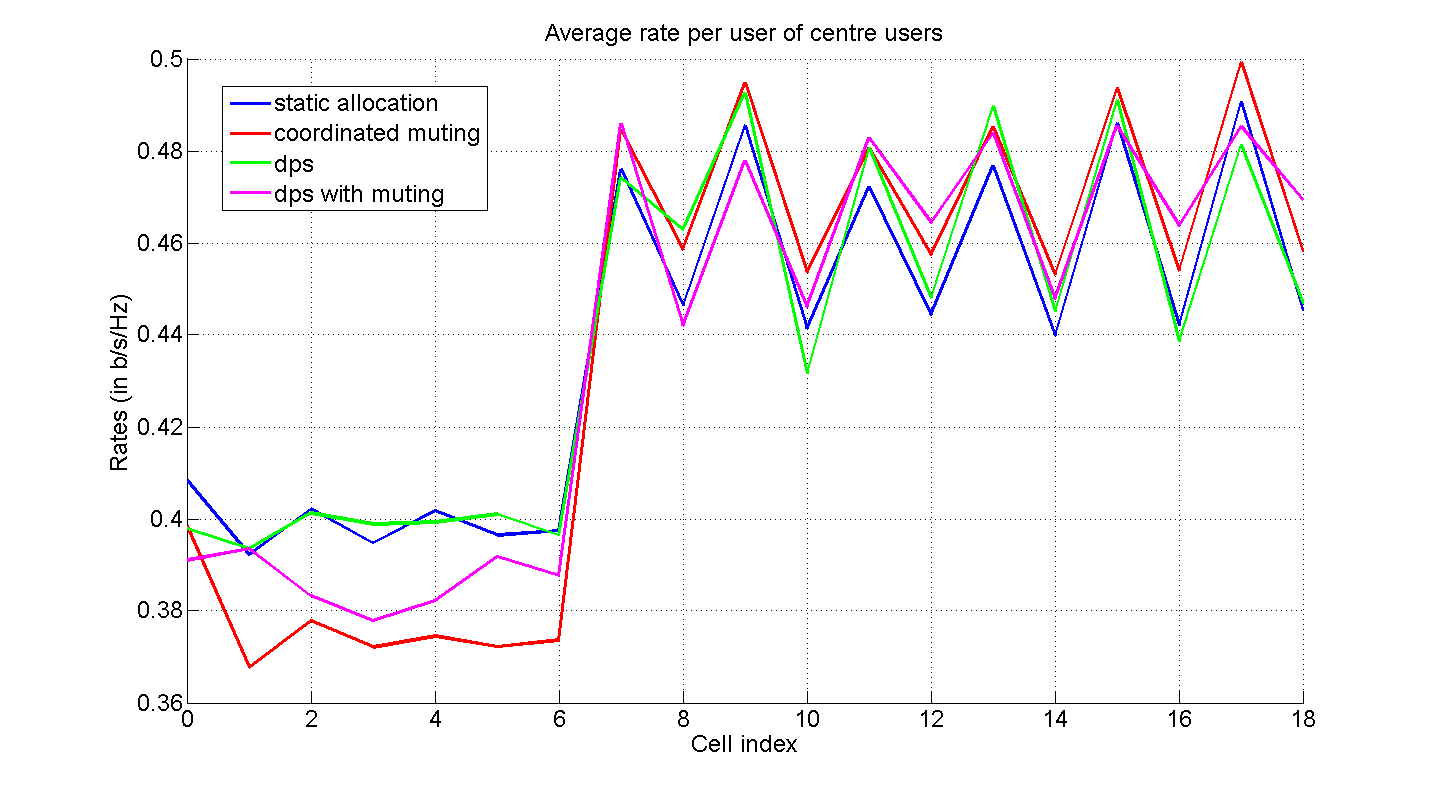 Average rate per user of centre users
0.5
0.48
0.46
0.44
0.42
0.4
0.38
0.36
Rates (in b/s/Hz)
static allocation
coordinated muting
dps
dps with muting
0 2 4 6 8 10 12 14 16 18
Cell index